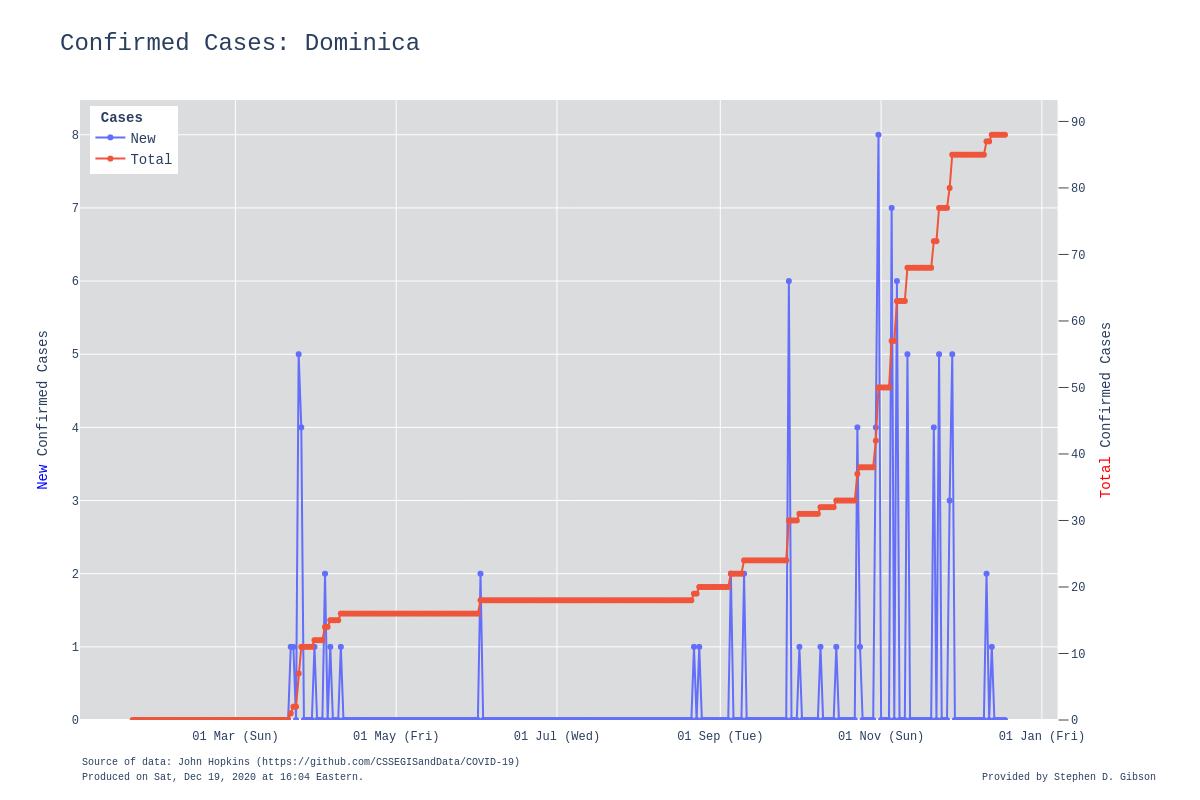 Confirmed Cases: Dominica
Cases
New
Total
8
7
6
5
4
3
2
1
0
New Confirmed Cases
90
80
70
60
50
40
30
20
10
0
Total Confirmed Cases
01 Mar (Sun) 01 May (Fri) 01 Jul (Wed) 01 Sep (Tue) 01 Nov (Sun) 01 Jan (Fri)
Source of data: John Hopkins (https://github.com/CSSEGISandData/COVID-19)
Produced on Sat, Dec 19, 2020 at 16:04 Eastern.
Provided by Stephen D. Gibson